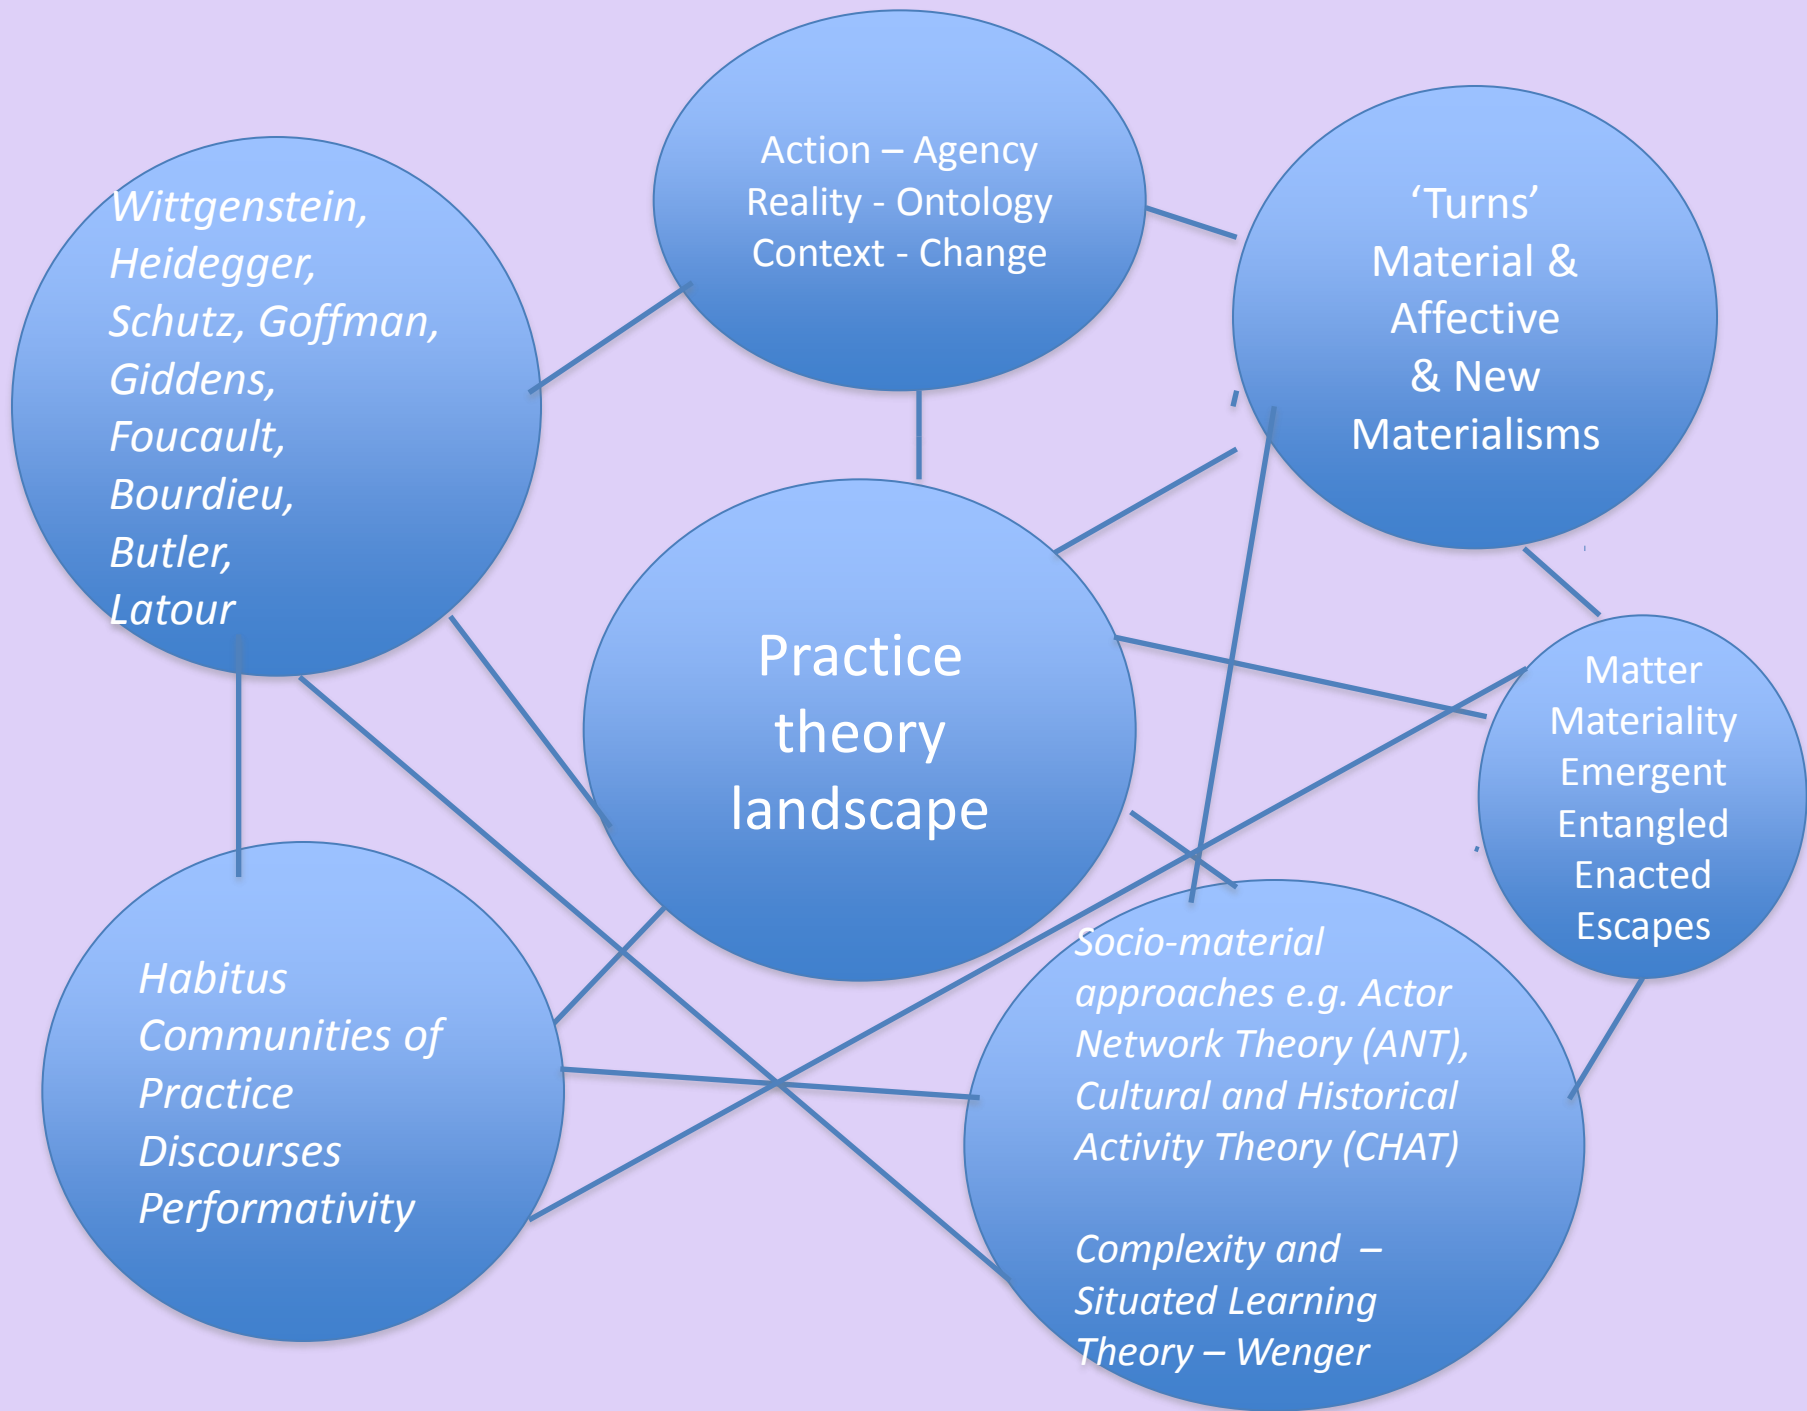 Action – Agency
Reality - Ontology
Context - Change
‘Turns’
Material &
Affective
& New
Materialisms
Wittgenstein,
Heidegger,
Schutz, Goffman,
Giddens,
Foucault,
Bourdieu,
Butler,
Latour
Practice
theory
landscape
Matter
Materiality
Emergent
Entangled
Enacted
Escapes
Habitus
Communities of
Practice
Discourses
Performativity
Socio-material
approaches e.g. Actor
Network Theory (ANT),
Cultural and Historical
Activity Theory (CHAT)
Complexity and –
Situated Learning
Theory – Wenger